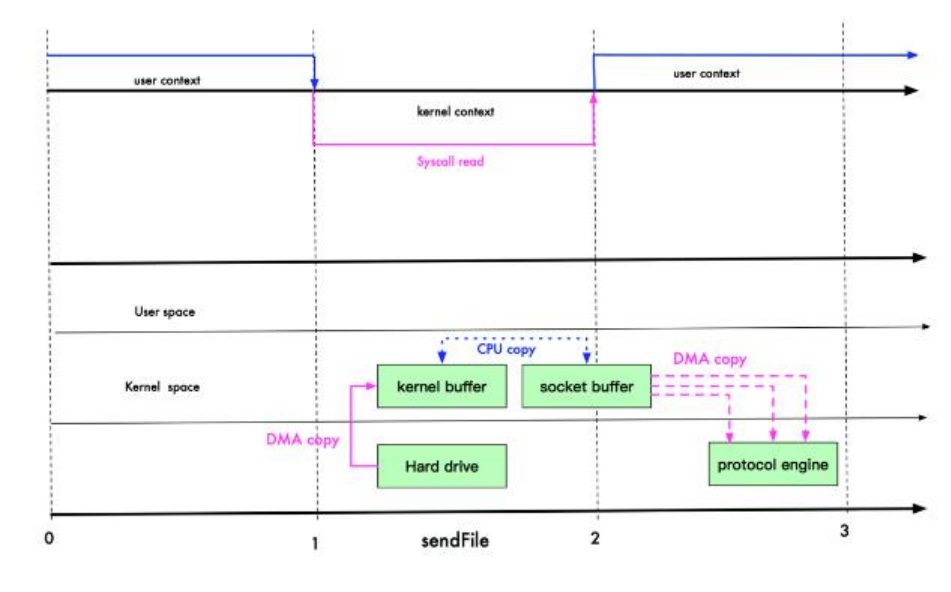 user context
user context
kernel context
Syscall read
User space
CPU copy
DMA copy
Kernel space
kernel buffer
socket buffer
DMA copy
Hard drive
protocol engine
0
1
sendFile
2
3